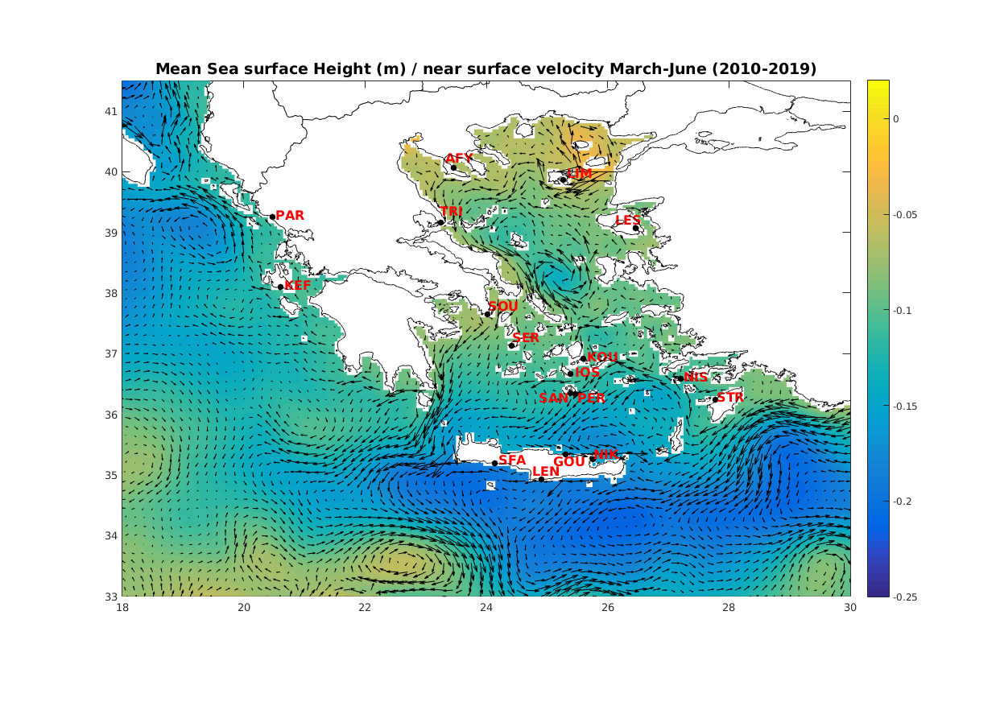 Mean Sea surface Height (m) / near surface velocity March-June (2010-2019)
41
40
39
38
37
36
35
34
33
18
20
22
24
26
28
30
0
-0.05
-0.1
-0.15
-0.2
-0.25
AFY
LIM
TRI
PAR
LES
KEF
SOU
SER
KOU
IOS
NIS
SAN PER
STR
SFA
GOU
NIK
LEN